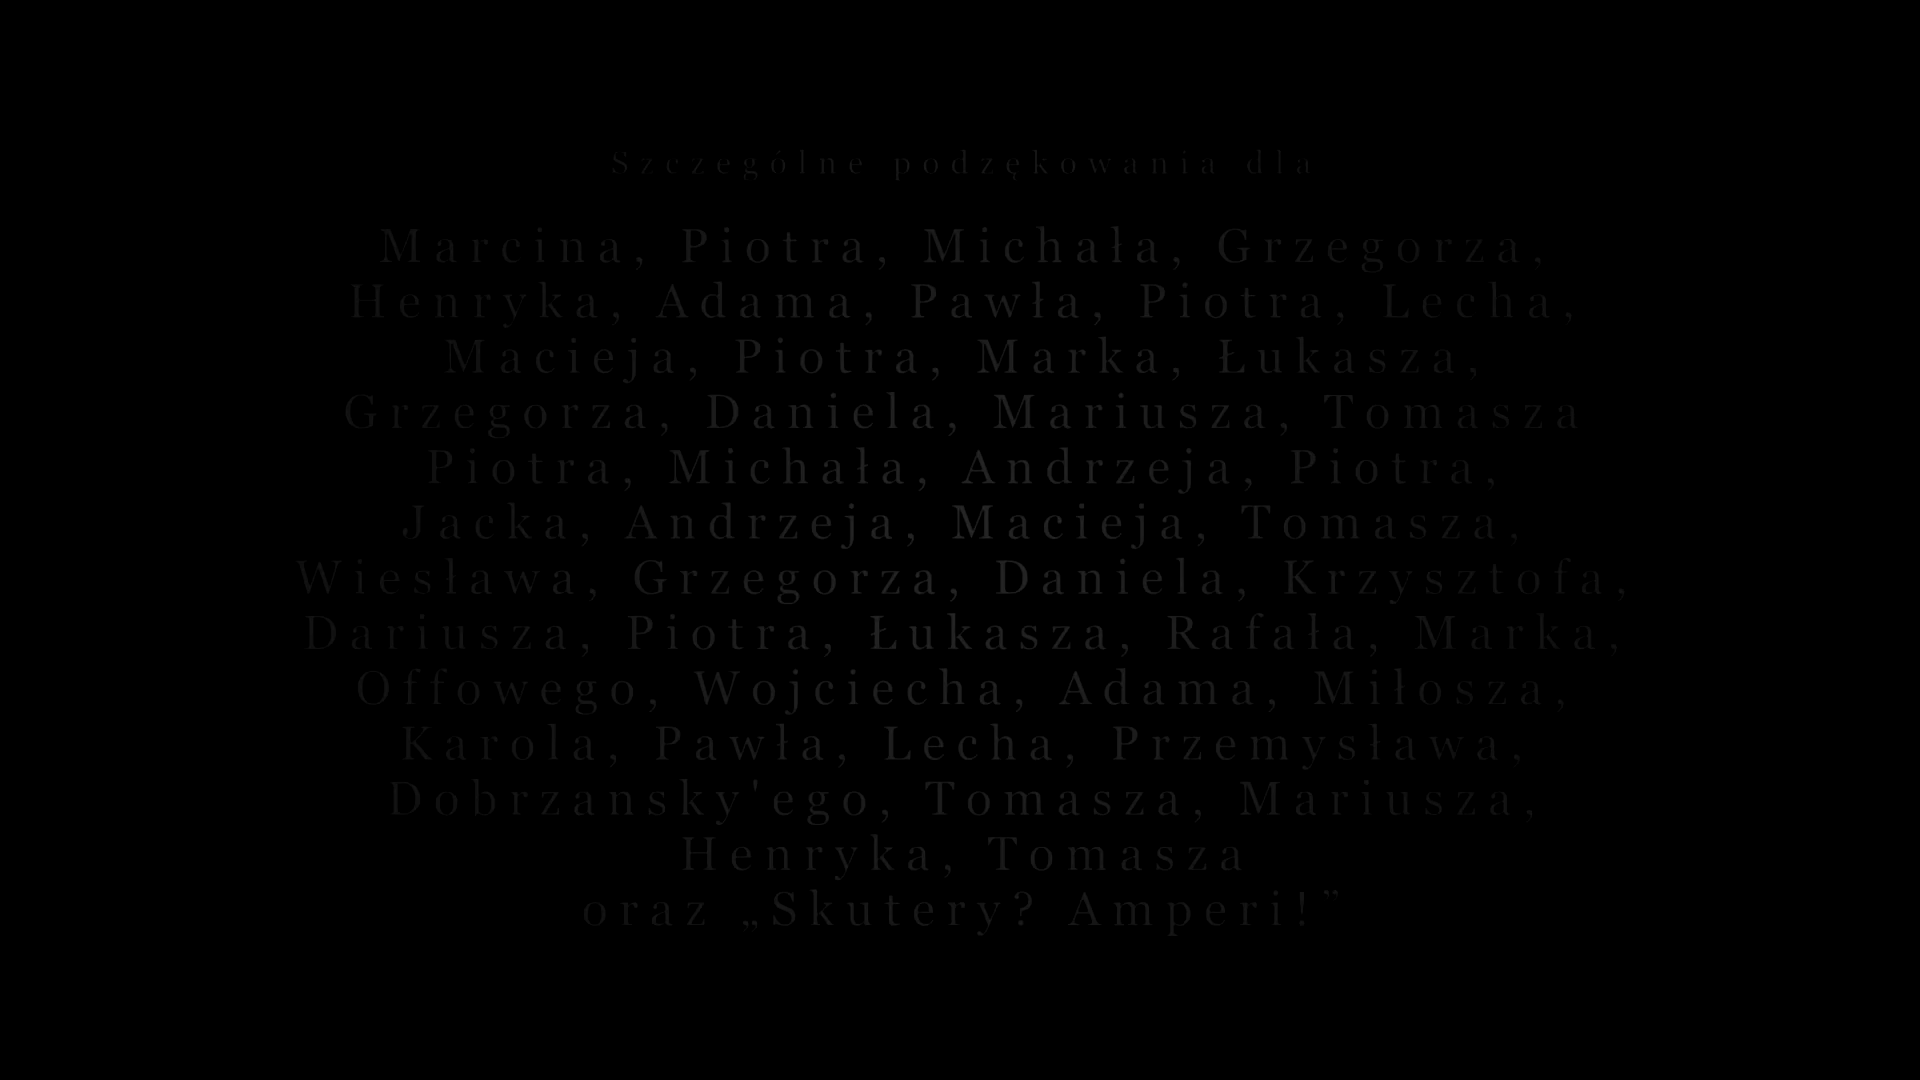 Szczególne podzękowania dla
Marcina, Piotra, Michała, Grzegorza,
Henryka, Adama, Pawła, Piotra, Lecha,
Macieja, Piotra, Marka, Łukasza,
Grzegorza, Daniela, Mariusza, Tomasza
Piotra, Michała, Andrzeja, Piotra,
Jacka, Andrzeja, Macieja, Tomasza,
Wiesława, Grzegorza, Daniela, Krzysztofa,
Dariusza, Piotra, Łukasza, Rafała, Marka,
Offowego, Wojciecha, Adama, Miłosza,
Karola, Pawła, Lecha, Przemysława,
Dobrzansky'ego, Tomasza, Mariusza,
Henryka, Tomasza
oraz „Skutery? Amperi!”